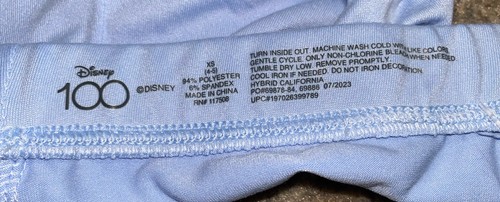 Disney
100
©DISNEY
XS
(4-5)
94% POLYESTER
6% SPANDEX
MADE IN CHINA
RN# 117508
TURN INSIDE OUT. MACHINE WASH COLD WITH LIKE COLORS
GENTLE CYCLE. ONLY NON-CHLORINE BLEACH WHEN NEEDED.
TUMBLE DRY LOW. REMOVE PROMPTLY.
COOL IRON IF NEEDED. DO NOT IRON DECORATION.
HYBRID CALIFORNIA
PO#69878-84, 69886 07/2023
UPC#197026399789